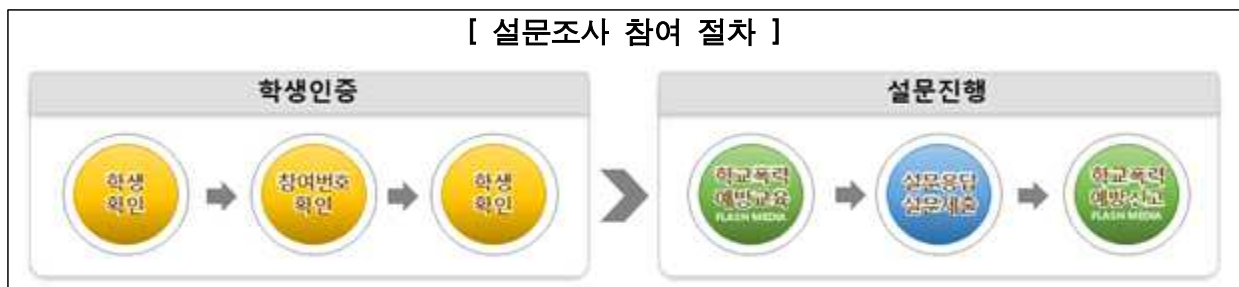 [ 설문조사 참여 절차 ]
학생인증
학생
확인
참여번호
확인
학생
확인
설문진행
학교폭력
예방교육
FLASH MEDIA
설문응답
설문제출
학교폭력
예방신고
FLASH MEDIA